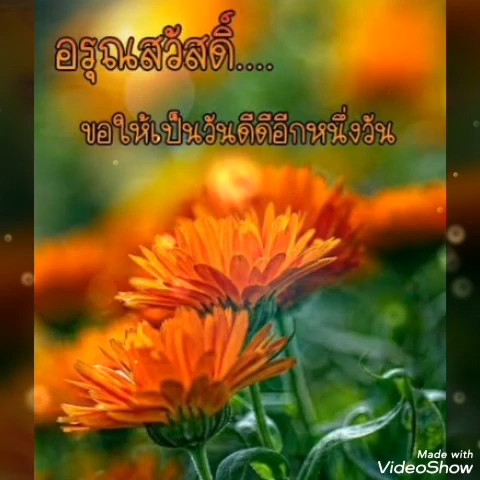 อรุณสวัสดิ์....
ขอให้เป็นวันดีดีอีกหนึ่งวัน
Made with
VideoShow